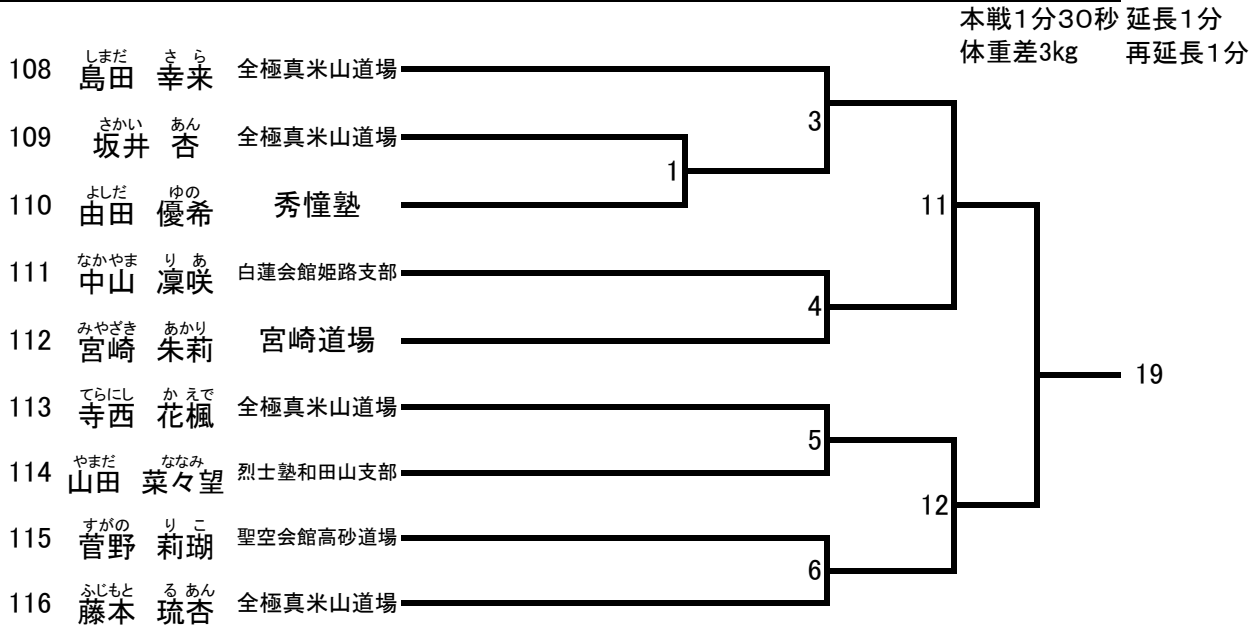 本戦1分30秒 延長1分
体重差3kg 再延長1分
しまだ さ ら
108 島田 幸来 全極真米山道場
3
さかい あん
109 坂井 杏 全極真米山道場
1
よしだ ゆの
110 由田 優希 秀憧塾
11
なかやま り あ
111 中山 凜咲 白蓮会館姫路支部
4
みやざき あかり
112 宮崎 朱莉 宮崎道場
19
てらにし か えで
113 寺西 花楓 全極真米山道場
5
やまだ ななみ
114 山田 菜々望 烈士塾和田山支部
12
すがの り こ
115 菅野 莉瑚 聖空会館高砂道場
6
ふじもと る あん
116 藤本 琉杏 全極真米山道場